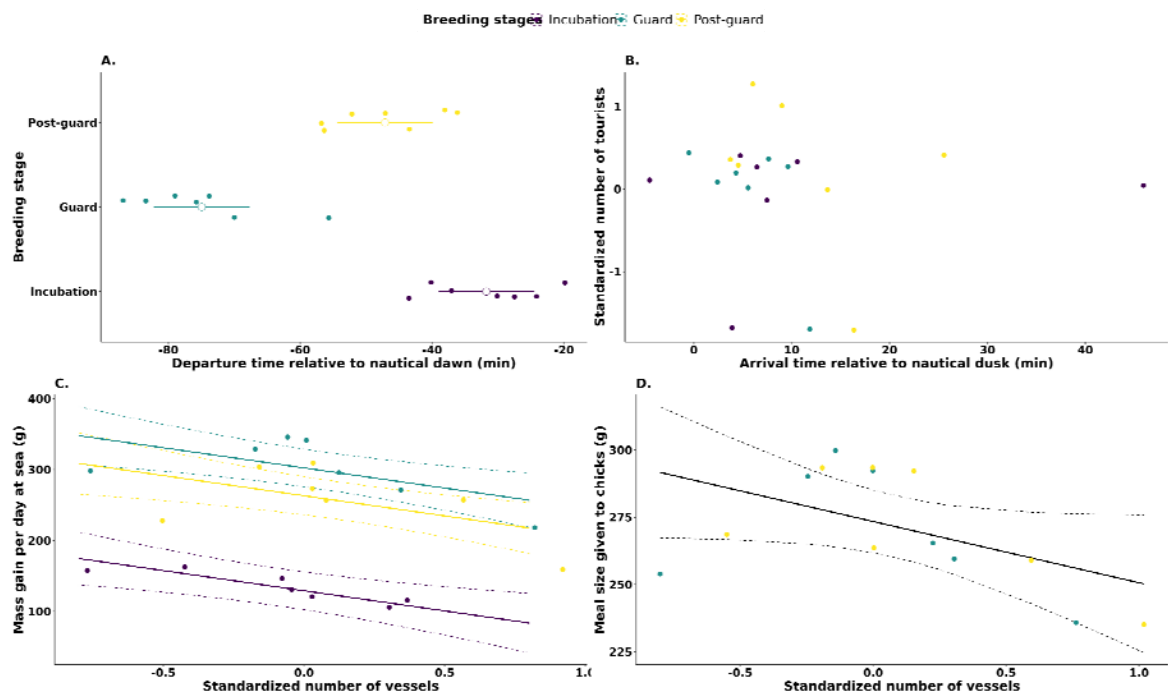 Breeding stages Incubation Guard Post-guard
A.
Breeding stage
Post-guard
Guard
Incubation
-80 -60 -40 -20
Departure time relative to nautical dawn (min)
B.
Standardized number of tourists
1
0
-1
0 10 20 30 40
Arrival time relative to nautical dusk (min)
C.
Mass gain per day at sea (g)
400
300
200
100
-0.5 0.0 0.5 1.0
Standardized number of vessels
D.
Meal size given to chicks (g)
300
275
250
225
-0.5 0.0 0.5 1.0
Standardized number of vessels